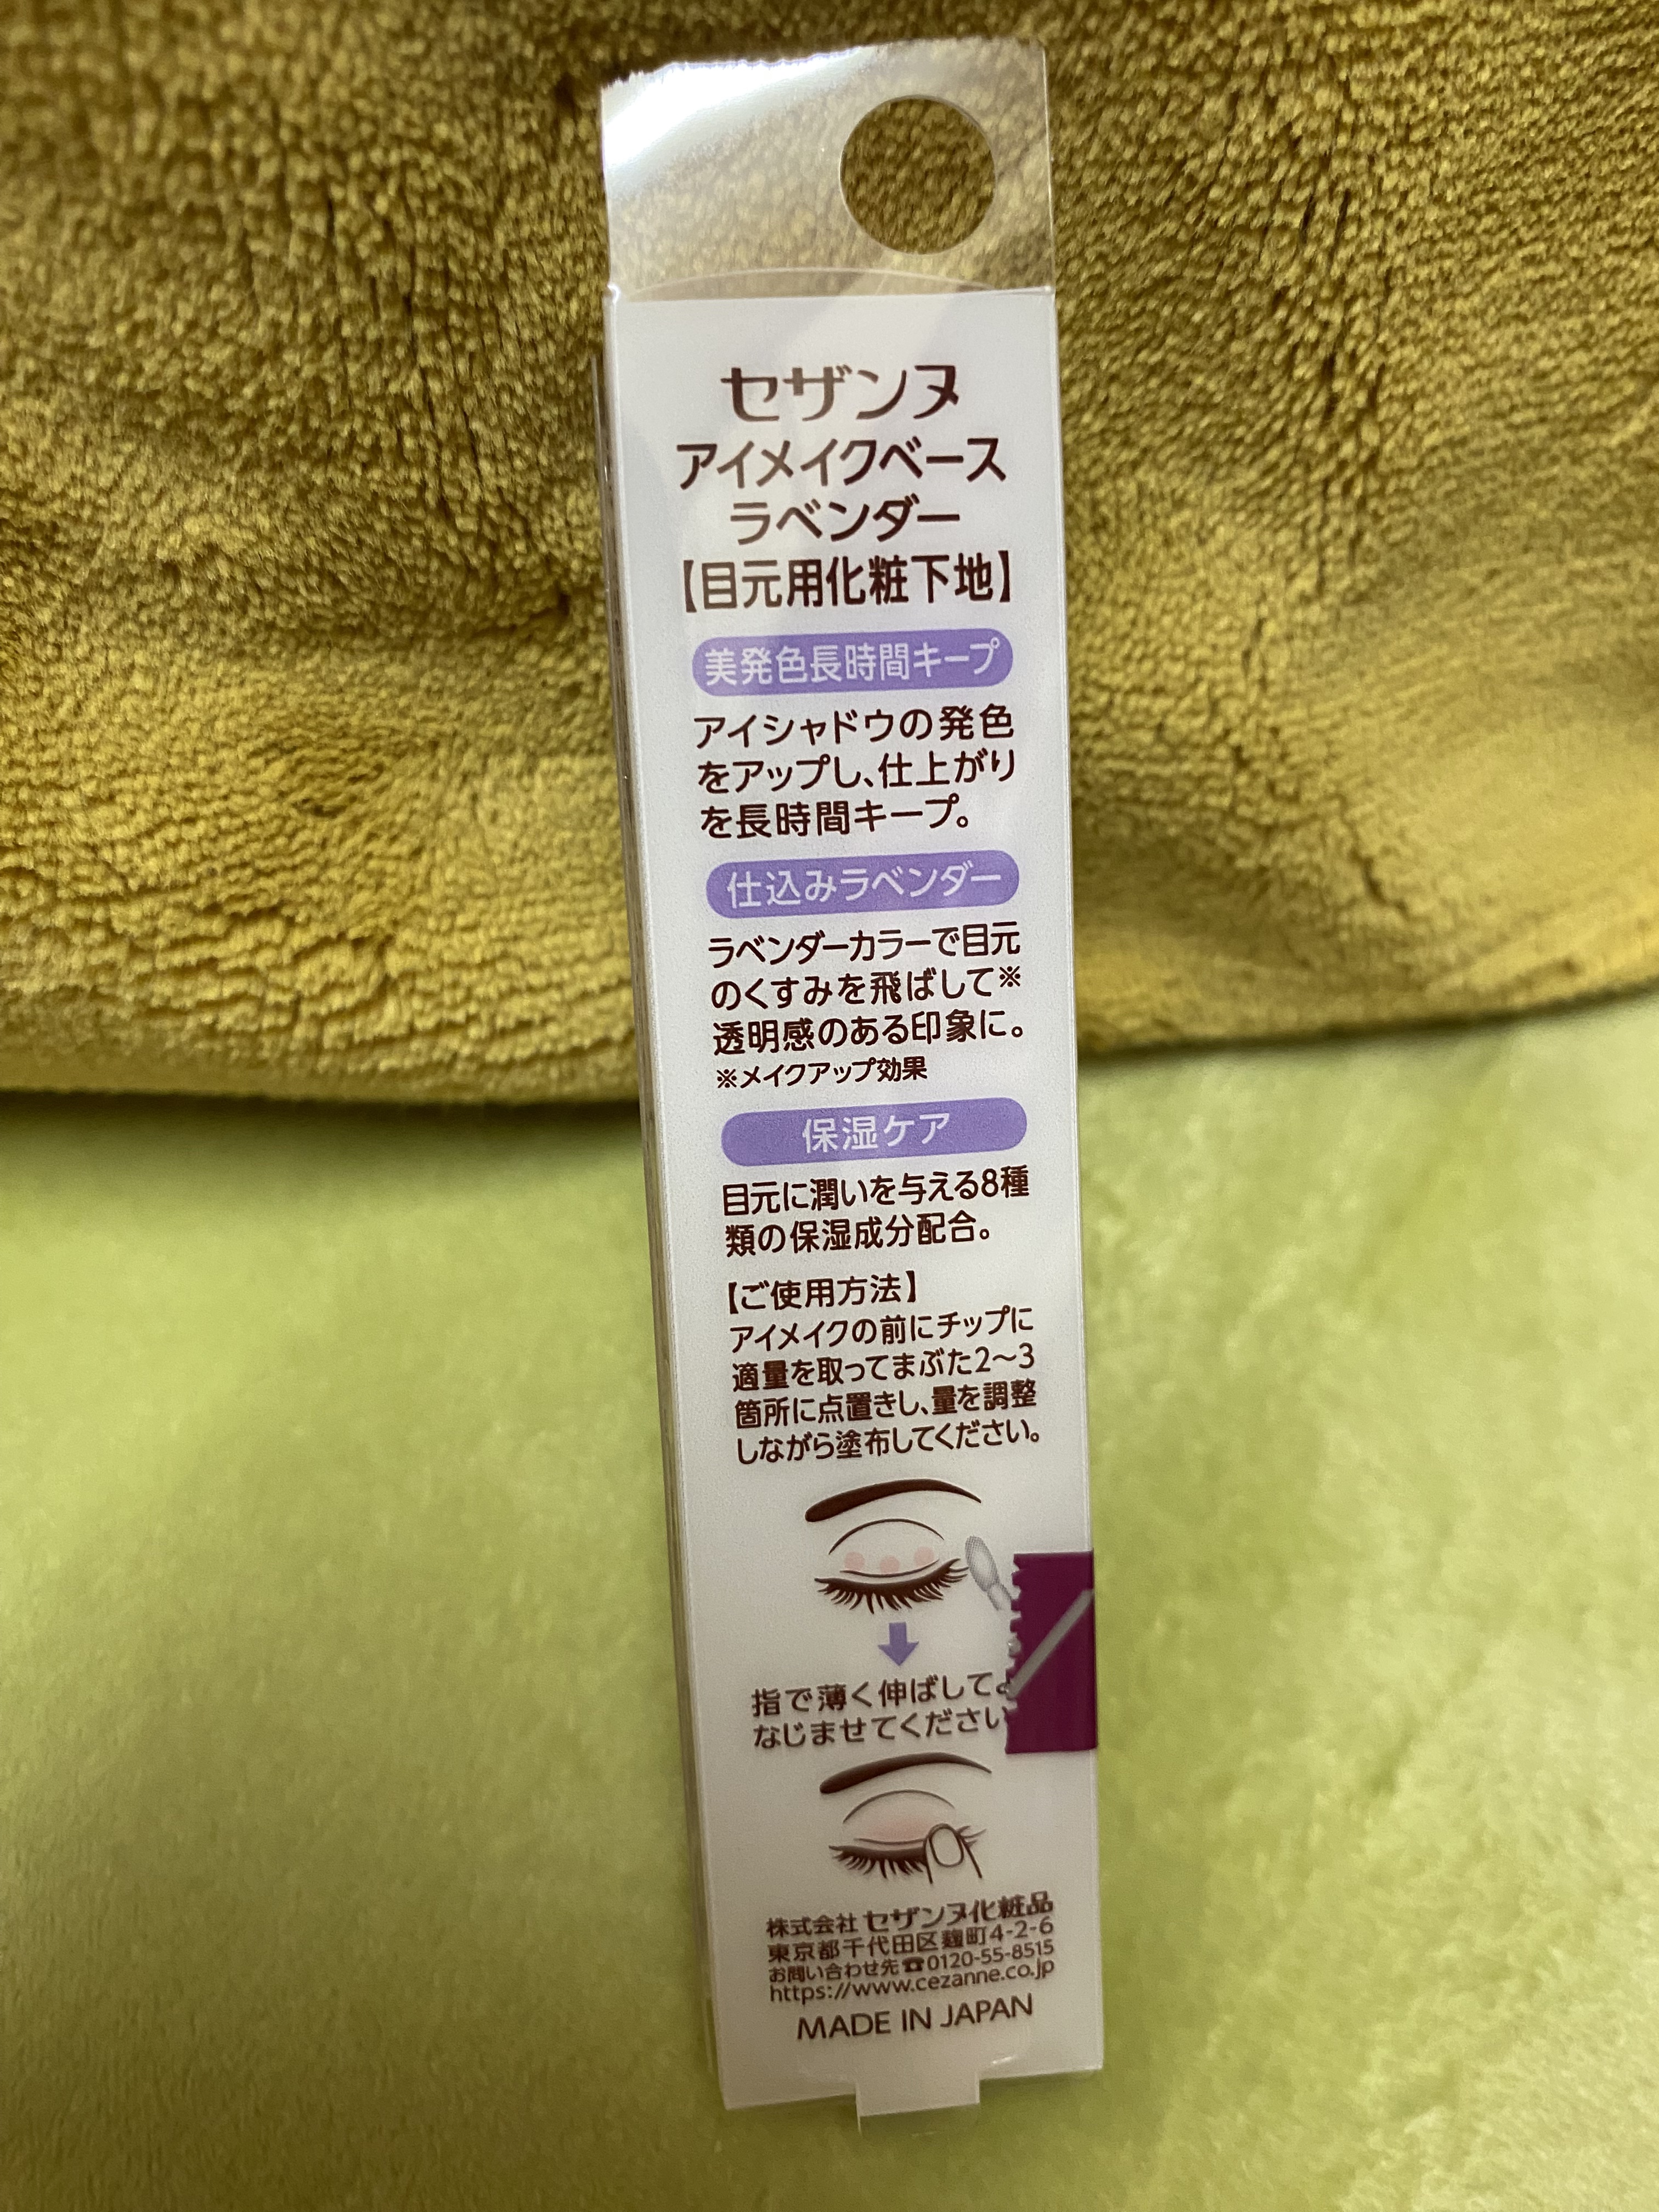 セザンヌ
アイメイクベース
ラベンダー
【目元用化粧下地】
美発色長時間キープ
アイシャドウの発色
をアップし、仕上がり
を長時間キープ。
仕込みラベンダー
ラベンダーカラーで目元
のくすみを飛ばして※
透明感のある印象に。
※メイクアップ効果
保湿ケア
目元に潤いを与える8種
類の保湿成分配合。
【ご使用方法】
アイメイクの前にチップに
適量を取ってまぶた2〜3
箇所に点置きし、量を調整
しながら塗布してください。
指で薄く伸ばして
なじませてください
株式会社 セザンヌ化粧品
東京都千代田区麹町4-2-6
お問い合わせ先☎0120-55-8515
https://www.cezanne.co.jp
MADE IN JAPAN